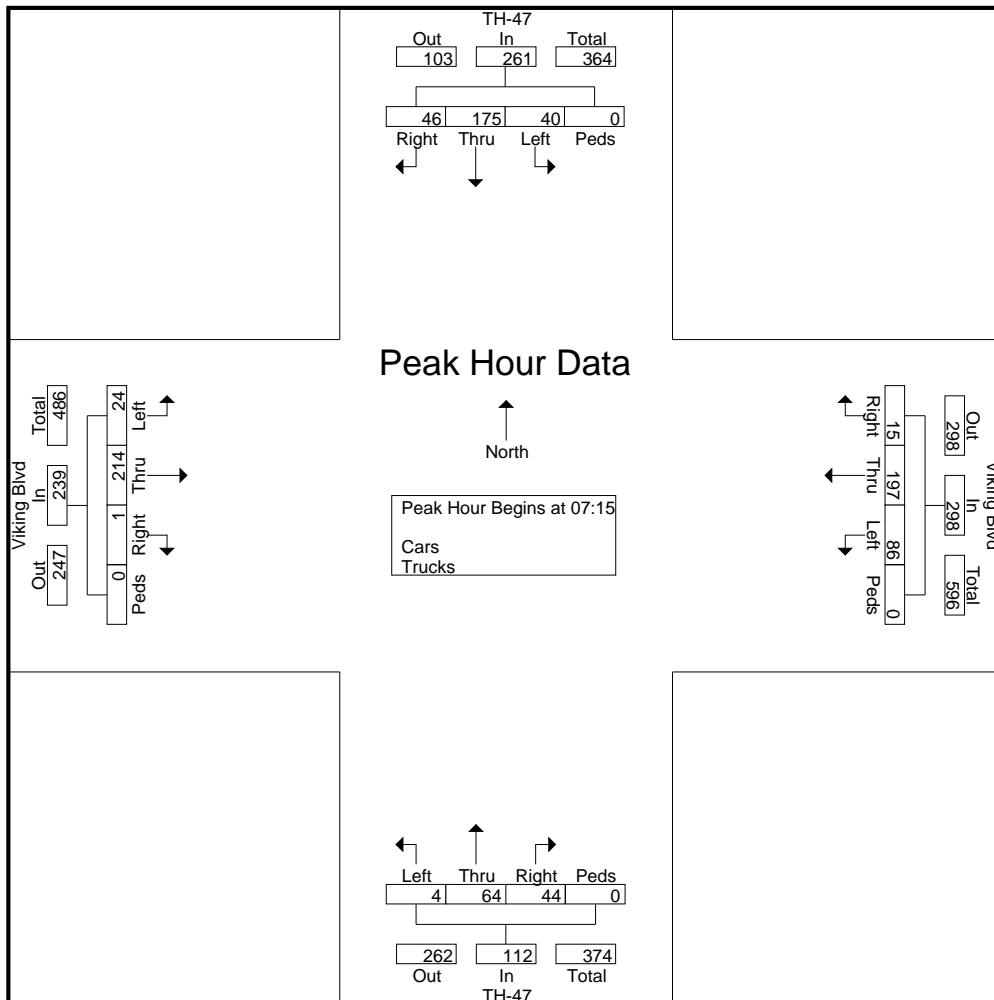 TH-47
Out In Total
103 261 364
46 175 40 0
Right Thru Left Peds
Peak Hour Data
North
Peak Hour Begins at 07:15
Cars
Trucks
Viking Blvd
Total In Out
486 239 247
24 214 1 0
Left Thru Right Peds
Right Thru Left Peds
15 197 86 0
Out In Total
298 298 596
Viking Blvd
Left Thru Right Peds
4 64 44 0
262 112 374
Out In Total
TH-47